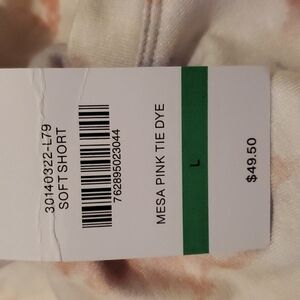 30140322-L79
SOFT SHORT
762895023044
MESA PINK TIE DYE
L
$49.50